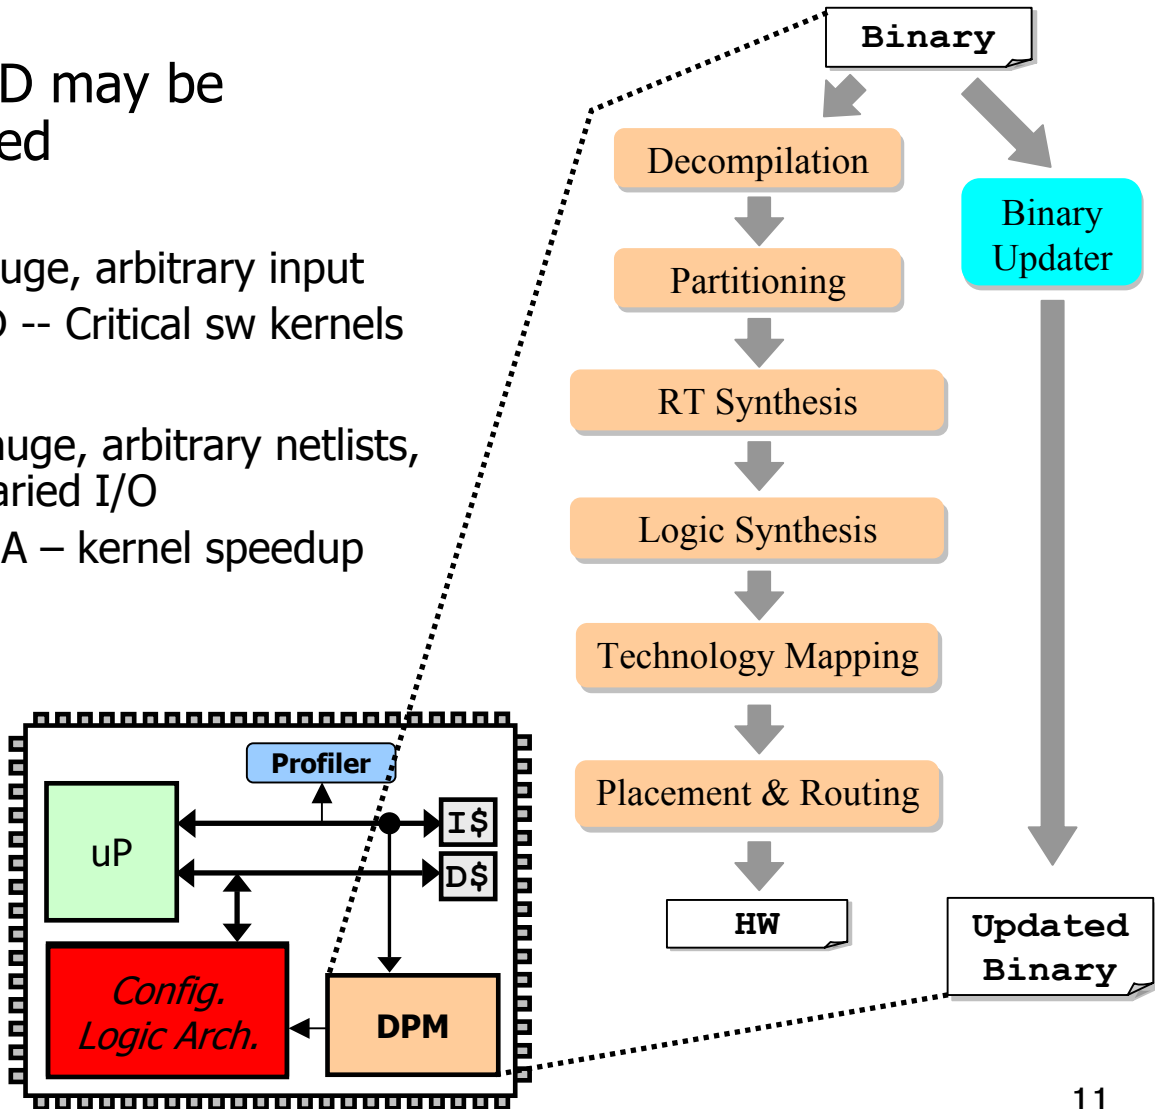 D may be
ed
uge, arbitrary input
-- Critical sw kernels
uge, arbitrary netlists,
aried I/O
A – kernel speedup
Binary
Decompilation
Binary
Updater
Partitioning
RT Synthesis
Logic Synthesis
Technology Mapping
Placement & Routing
HW
Updated
Binary
Profiler
uP
I$
D$
Config.
Logic Arch.
DPM
11